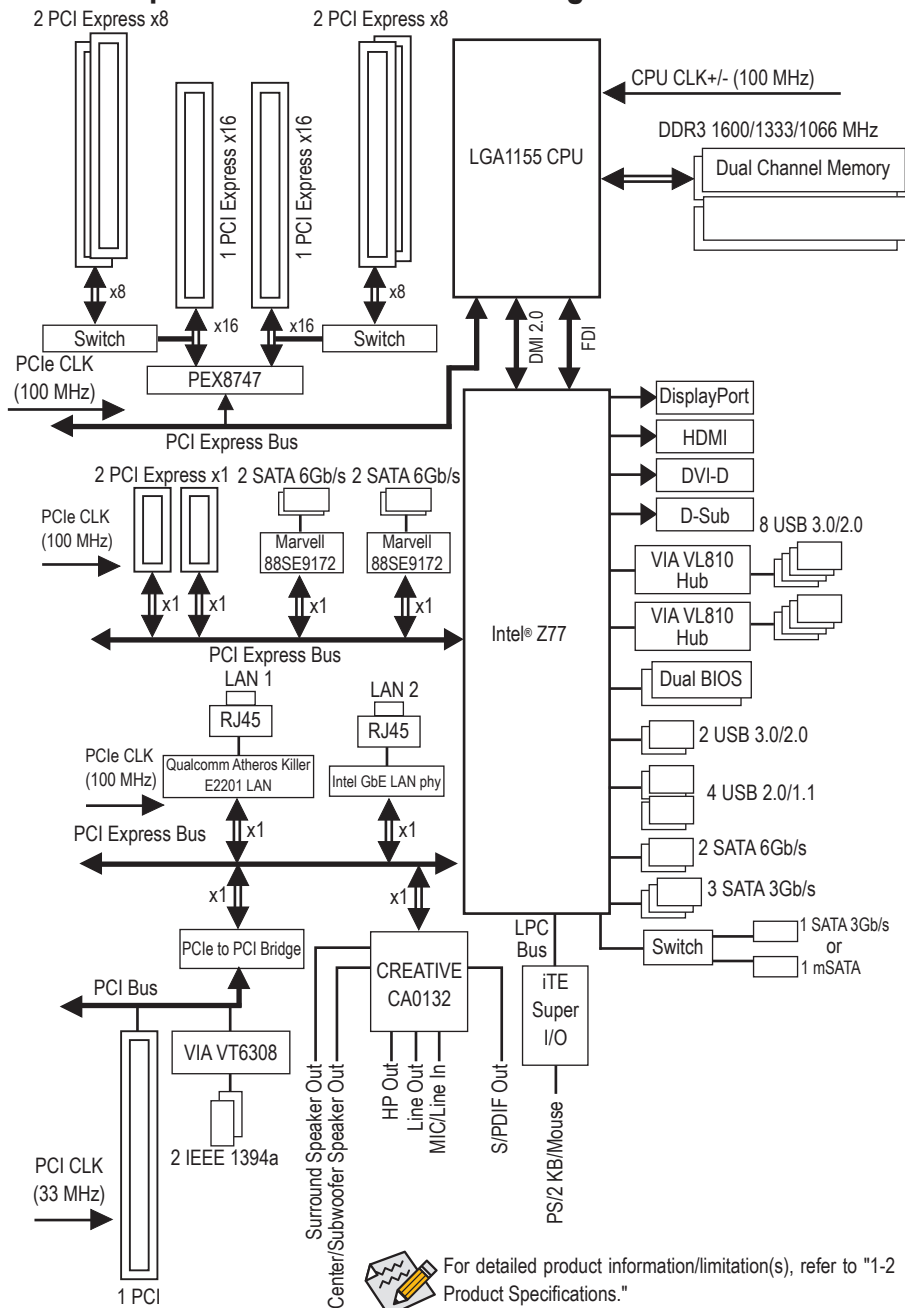 2 PCI Express x8
2 PCI Express x8
1 PCI Express x16
1 PCI Express x16
LGA1155 CPU
CPU CLK+/- (100 MHz)
DDR3 1600/1333/1066 MHz
Dual Channel Memory
x8
x16
x16
x8
Switch
Switch
PEX8747
PCIe CLK
(100 MHz)
PCI Express Bus
DMI 2.0
FDI
DisplayPort
HDMI
DVI-D
D-Sub
8 USB 3.0/2.0
VIA VL810
Hub
VIA VL810
Hub
Dual BIOS
2 USB 3.0/2.0
4 USB 2.0/1.1
2 SATA 6Gb/s
3 SATA 3Gb/s
Switch
1 SATA 3Gb/s
or
1 mSATA
Intel® Z77
2 PCI Express x1
2 SATA 6Gb/s
2 SATA 6Gb/s
PCIe CLK
(100 MHz)
Marvell
88SE9172
Marvell
88SE9172
x1
x1
x1
x1
PCI Express Bus
LAN 1
RJ45
LAN 2
RJ45
PCIe CLK
(100 MHz)
Qualcomm Atheros Killer
E2201 LAN
Intel GbE LAN phy
x1
x1
PCI Express Bus
x1
x1
PCIe to PCI Bridge
CREATIVE
CA0132
LPC
Bus
iTE
Super
I/O
PCI Bus
VIA VT6308
2 IEEE 1394a
PCI CLK
(33 MHz)
1 PCI
Surround Speaker Out
Center/Subwoofer Speaker Out
HP Out
Line Out
MIC/Line In
S/PDIF Out
PS/2 KB/Mouse
For detailed product information/limitation(s), refer to "1-2
Product Specifications."